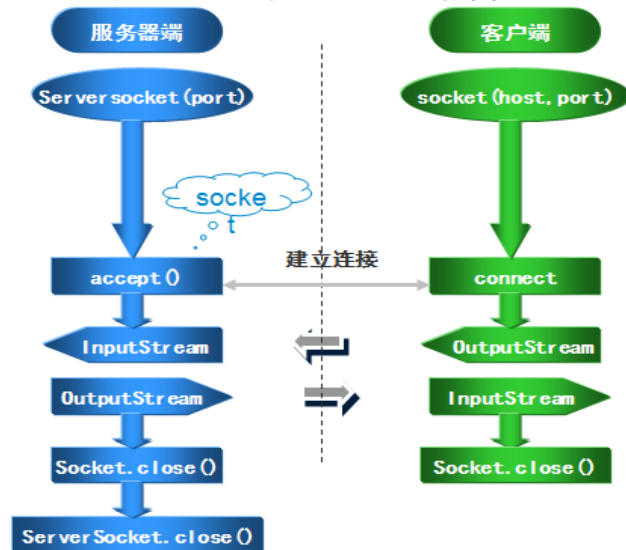 服务器端
客户端
Serversocket(port)
socket(host,port)
socke
t
建立连接
accept()
connect
InputStream
OutputStream
OutputStream
InputStream
Socket.close()
Socket.close()
ServerSocket.close()